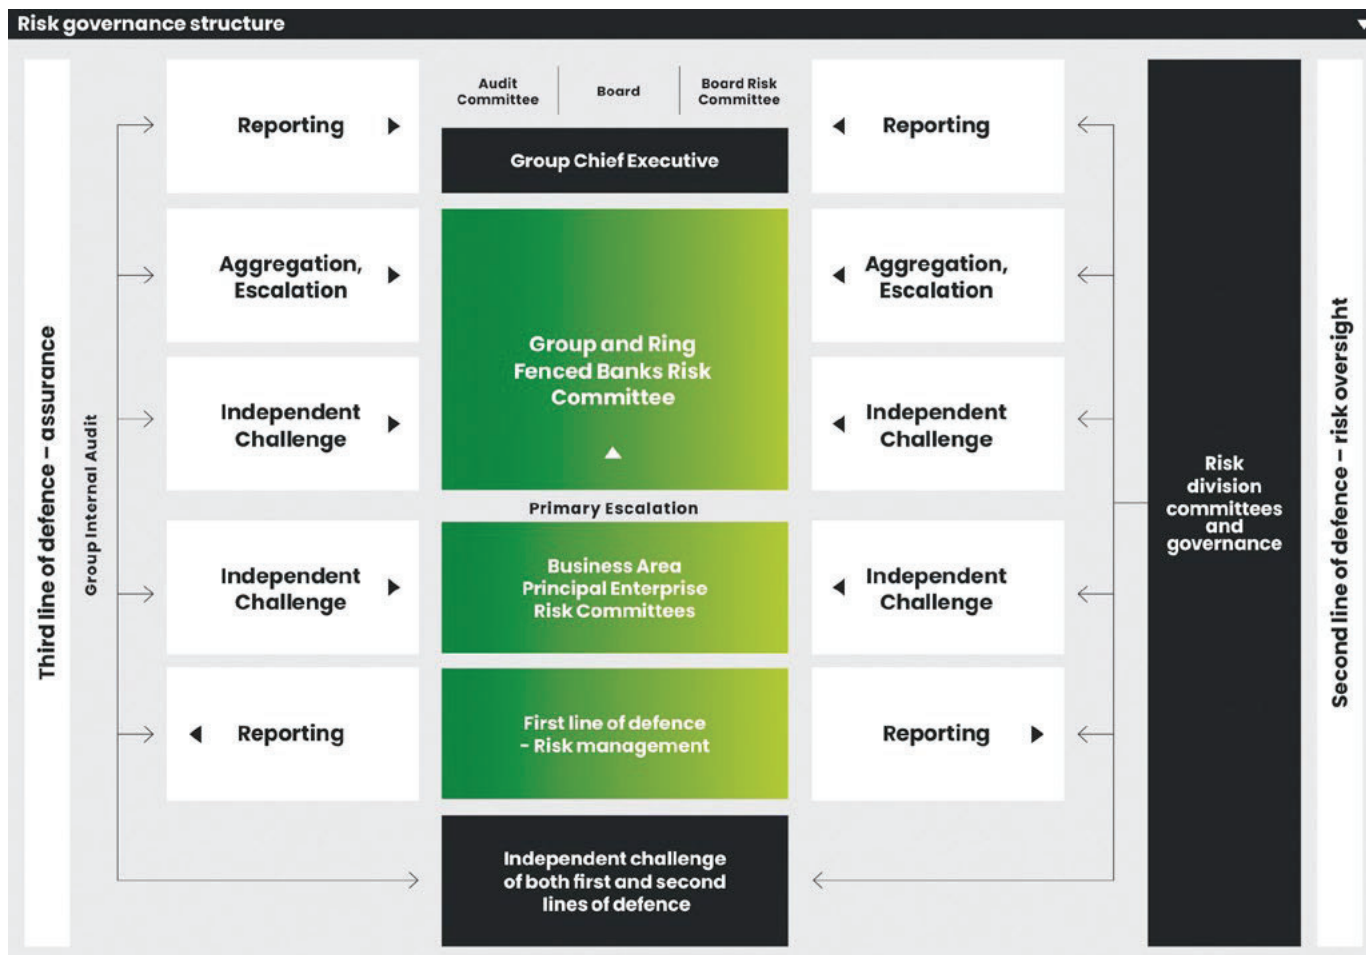 Risk governance structure
Third line of defence – assurance
Group Internal Audit
Reporting
Aggregation,
Escalation
Independent
Challenge
Independent
Challenge
Reporting
Audit
Committee
Board
Board Risk
Committee
Group Chief Executive
Group and Ring
Fenced Banks Risk
Committee
Primary Escalation
Business Area
Principal Enterprise
Risk Committees
First line of defence
- Risk management
Independent challenge
of both first and second
lines of defence
Reporting
Aggregation,
Escalation
Independent
Challenge
Independent
Challenge
Reporting
Risk
division
committees
and
governance
Second line of defence – risk oversight